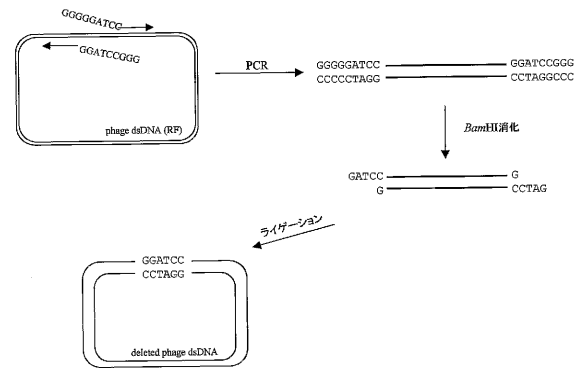 GGGGGATCC
GGATCCGGG
phage dsDNA (RF)
PCR
GGGGGATCC GGATCCGGG
CCCCCTAGG CCTAGGCCC
BamHI消化
GATCC G
G CCTAG
ライゲーション
GGATCC
CCTAGG
deleted phage dsDNA